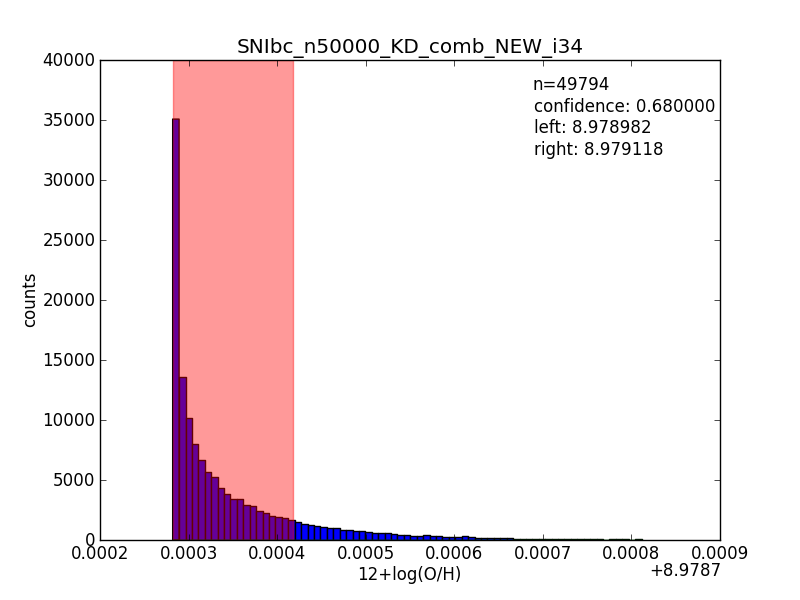 SNIbc_n50000_KD_comb_NEW_i34
40000
35000
30000
25000
20000
15000
10000
5000
0
counts
n=49794
confidence: 0.680000
left: 8.978982
right: 8.979118
0.0002 0.0003 0.0004 0.0005 0.0006 0.0007 0.0008 0.0009
12+log(O/H)
+8.9787